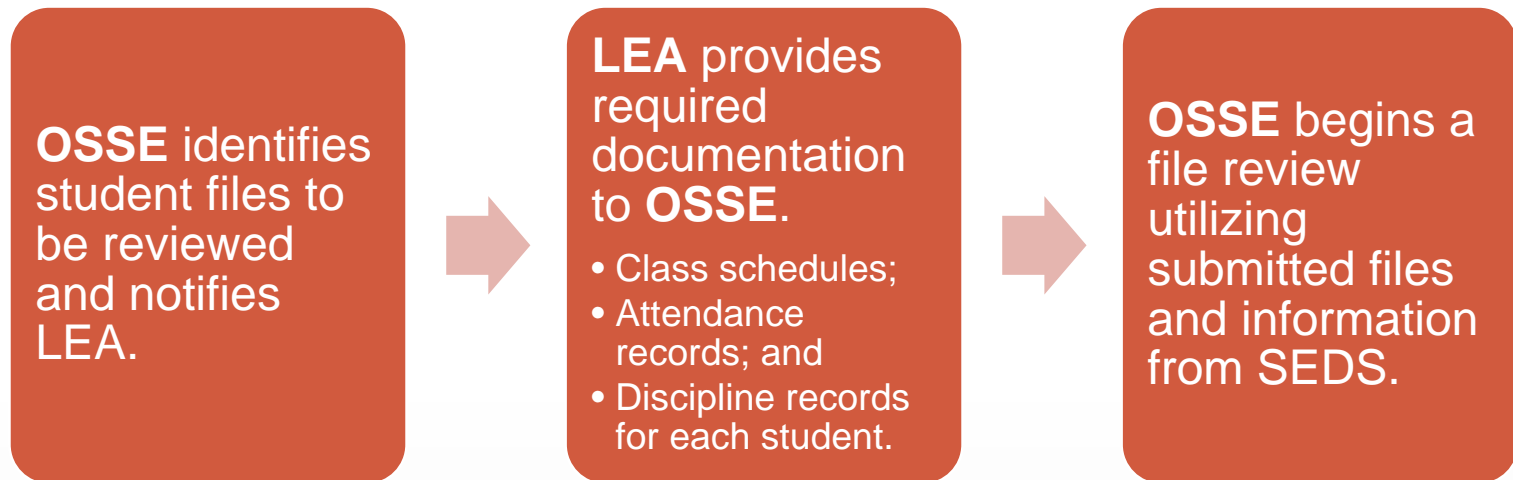 OSSE identifies
student files to
be reviewed
and notifies
LEA.
LEA provides
required
documentation
to OSSE.
• Class schedules;
• Attendance
records; and
• Discipline records
for each student.
OSSE begins a
file review
utilizing
submitted files
and information
from SEDS.